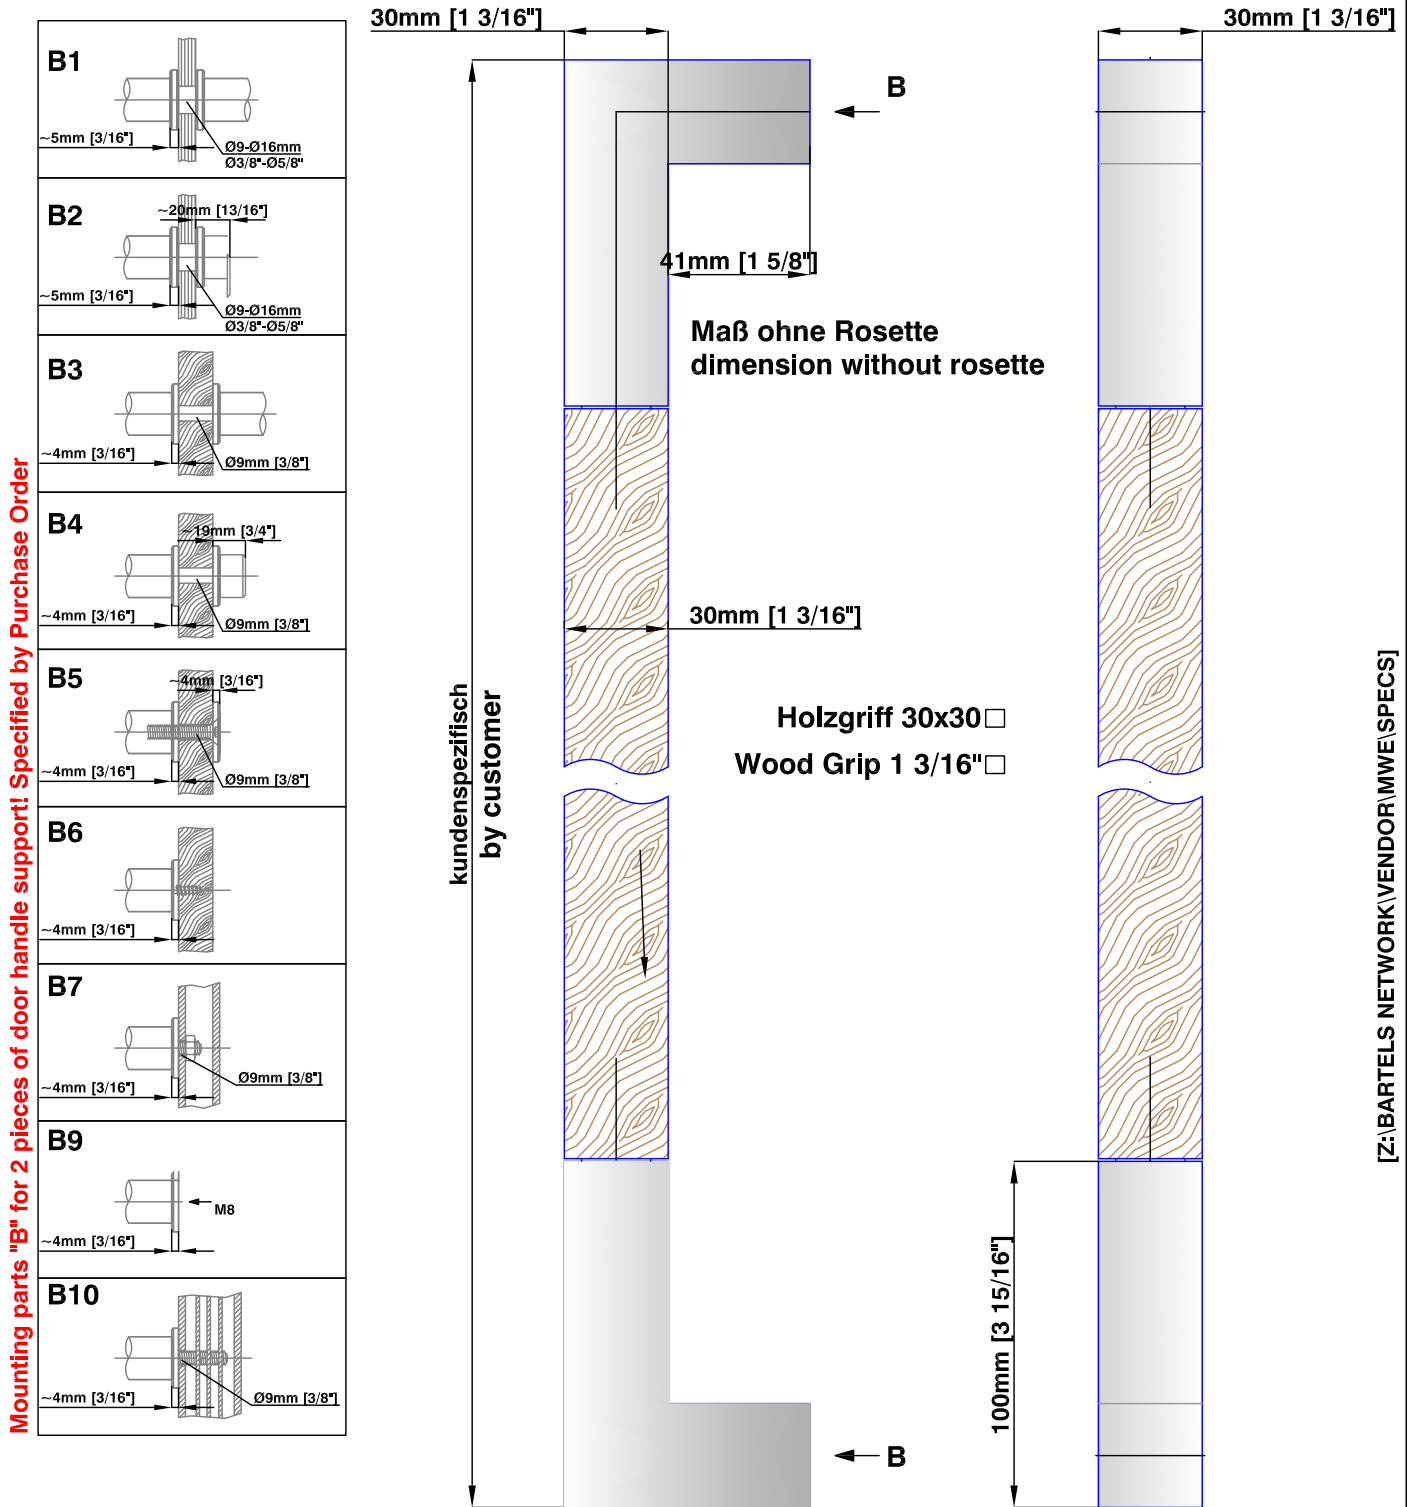 Mounting parts "B" for 2 pieces of door handle support! Specified by Purchase Order
B1
~5mm [3/16"]
Ø9-Ø16mm
Ø3/8"-Ø5/8"
B2
~20mm [13/16"]
~5mm [3/16"]
Ø9-Ø16mm
Ø3/8"-Ø5/8"
B3
~4mm [3/16"]
Ø9mm [3/8"]
B4
~19mm [3/4"]
~4mm [3/16"]
Ø9mm [3/8"]
B5
~4mm [3/16"]
~4mm [3/16"]
Ø9mm [3/8"]
B6
~4mm [3/16"]
B7
Ø9mm [3/8"]
~4mm [3/16"]
B9
M8
~4mm [3/16"]
B10
~4mm [3/16"]
Ø9mm [3/8"]
30mm [1 3/16"]
B
41mm [1 5/8"]
Maß ohne Rosette
dimension without rosette
30mm [1 3/16"]
kundenspezifisch
by customer
Holzgriff 30x30□
Wood Grip 1 3/16"□
B
30mm [1 3/16"]
100mm [3 15/16"]
[Z:\BARTELS NETWORK\VENDOR\MWE\SPECS]